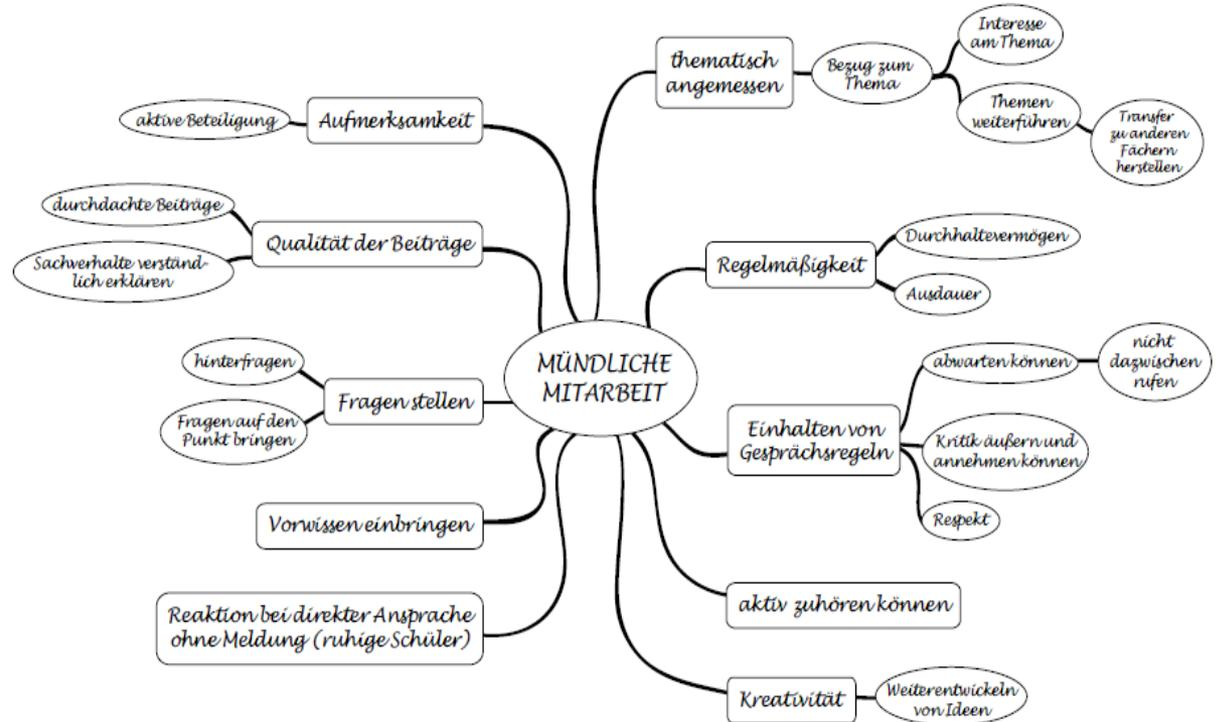 MÜNDLICHE
MITARBEIT
thematisch
angemessen
Bezug zum
Thema
Interesse
am Thema
Themen
weiterführen
Transfer
zu anderen
Fächern
herstellen
Regelmäßigkeit
Durchhaltevermögen
Ausdauer
Einhalten von
Gesprächsregeln
abwarten können
nicht
dazwischen
rufen
Kritik äußern und
annehmen können
Respekt
aktiv zuhören können
Kreativität
Weiterentwickeln
von Ideen
Aufmerksamkeit
aktive Beteiligung
Qualität der Beiträge
durchdachte Beiträge
Sachverhalte verständ-
lich erklären
Fragen stellen
hinterfragen
Fragen auf den
Punkt bringen
Vorwissen einbringen
Reaktion bei direkter Ansprache
ohne Meldung (ruhige Schüler)